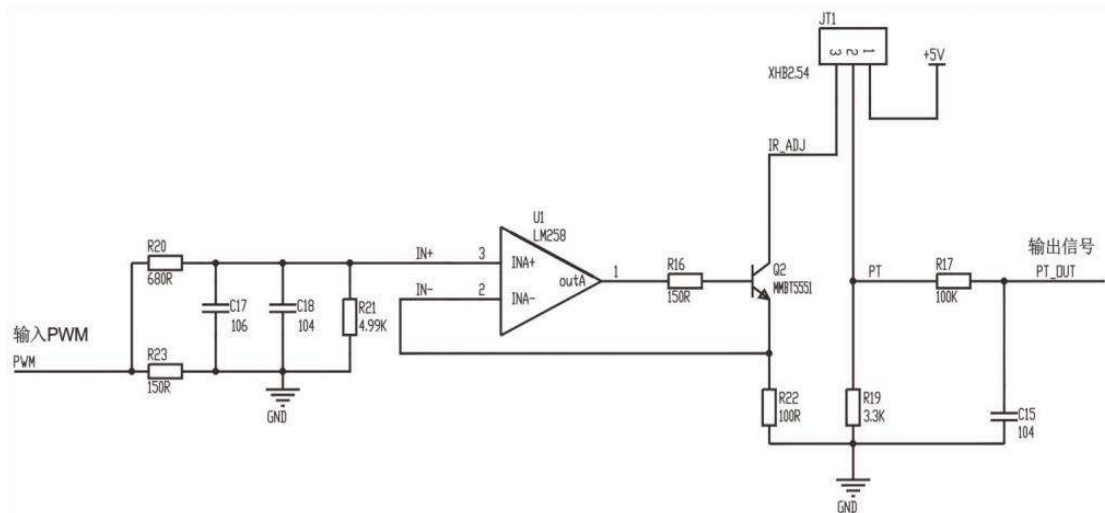 JT1
3 2 1
XHB2.54
+5V
IR_ADJ
U1
LM258
输出信号
R20
680R
IN+
3
INA+
outA
1
R16
150R
Q2
MMBT5551
PT
R17
100K
PT_OUT
IN-
2
INA-
C17
106
C18
104
R21
4.99K
输入PWM
PWM
R23
150R
GND
R22
100R
R19
3.3K
C15
104
GND